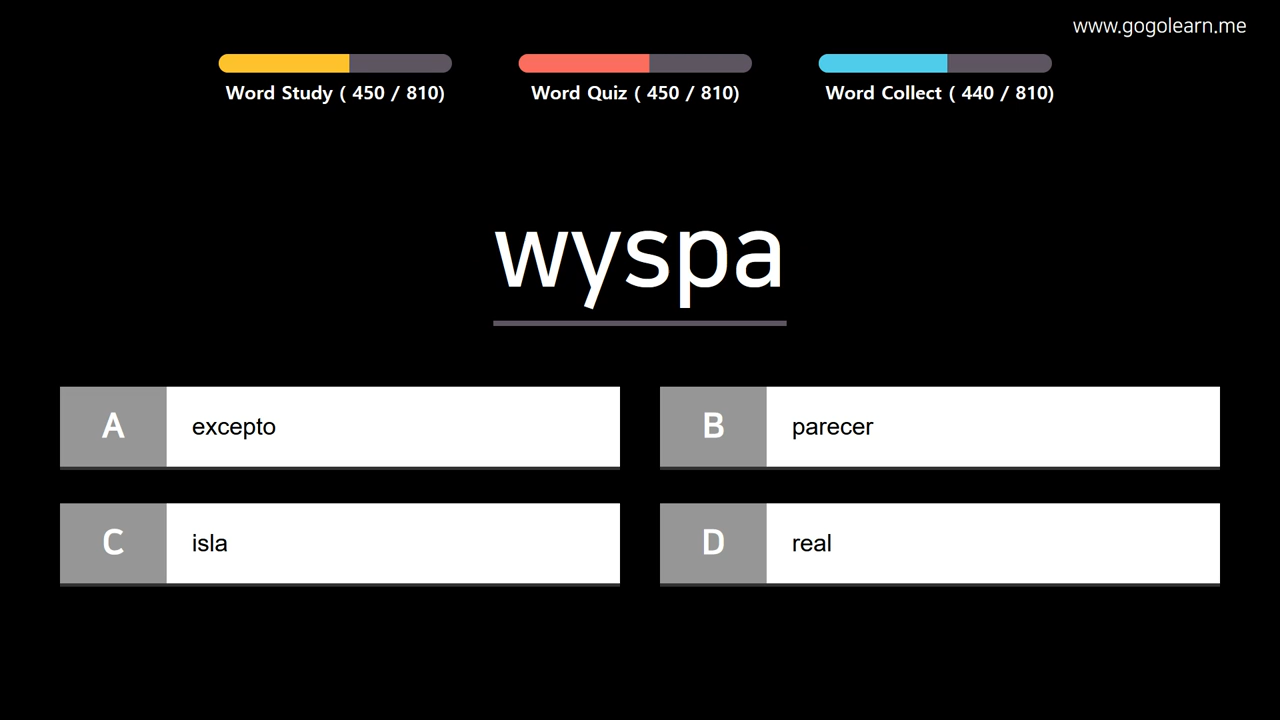 www.gogolearn.me
Word Study ( 450 / 810)
Word Quiz ( 450 / 810)
Word Collect ( 440 / 810)
wyspa
A excepto
B parecer
C isla
D real